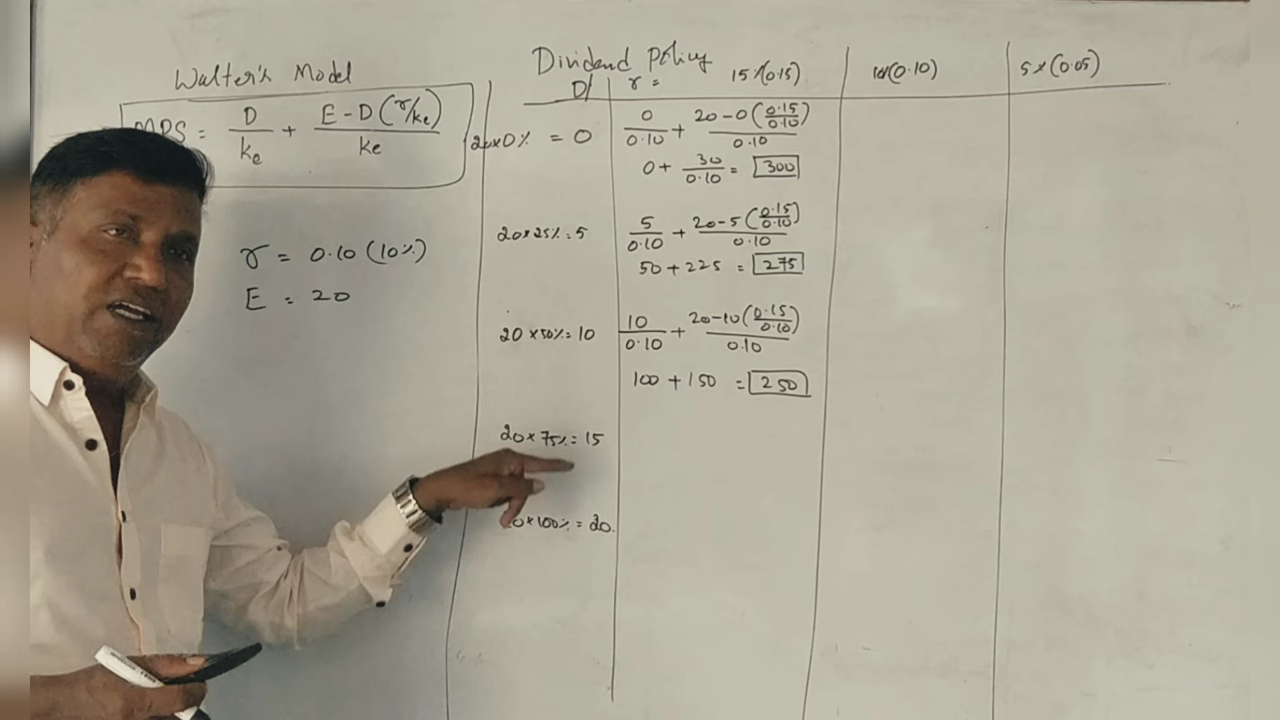 Walter's Model
MPS = D/ke + E - D (r/ke)/ke
r = 0.10 (10%)
E = 20
Dividend Policy
D/ r = 15% (0.15) 10 (0.10) 5% (0.05)
20×0% = 0
0/0.10 + 20-0 (0.15/0.10)/0.10
0 + 30/0.10 = 300
20×25% = 5
5/0.10 + 20-5 (0.15/0.10)/0.10
50 + 225 = 275
20×50% = 10
10/0.10 + 20-10 (0.15/0.10)/0.10
100 + 150 = 250
20×75% = 15
20×100% = 20.